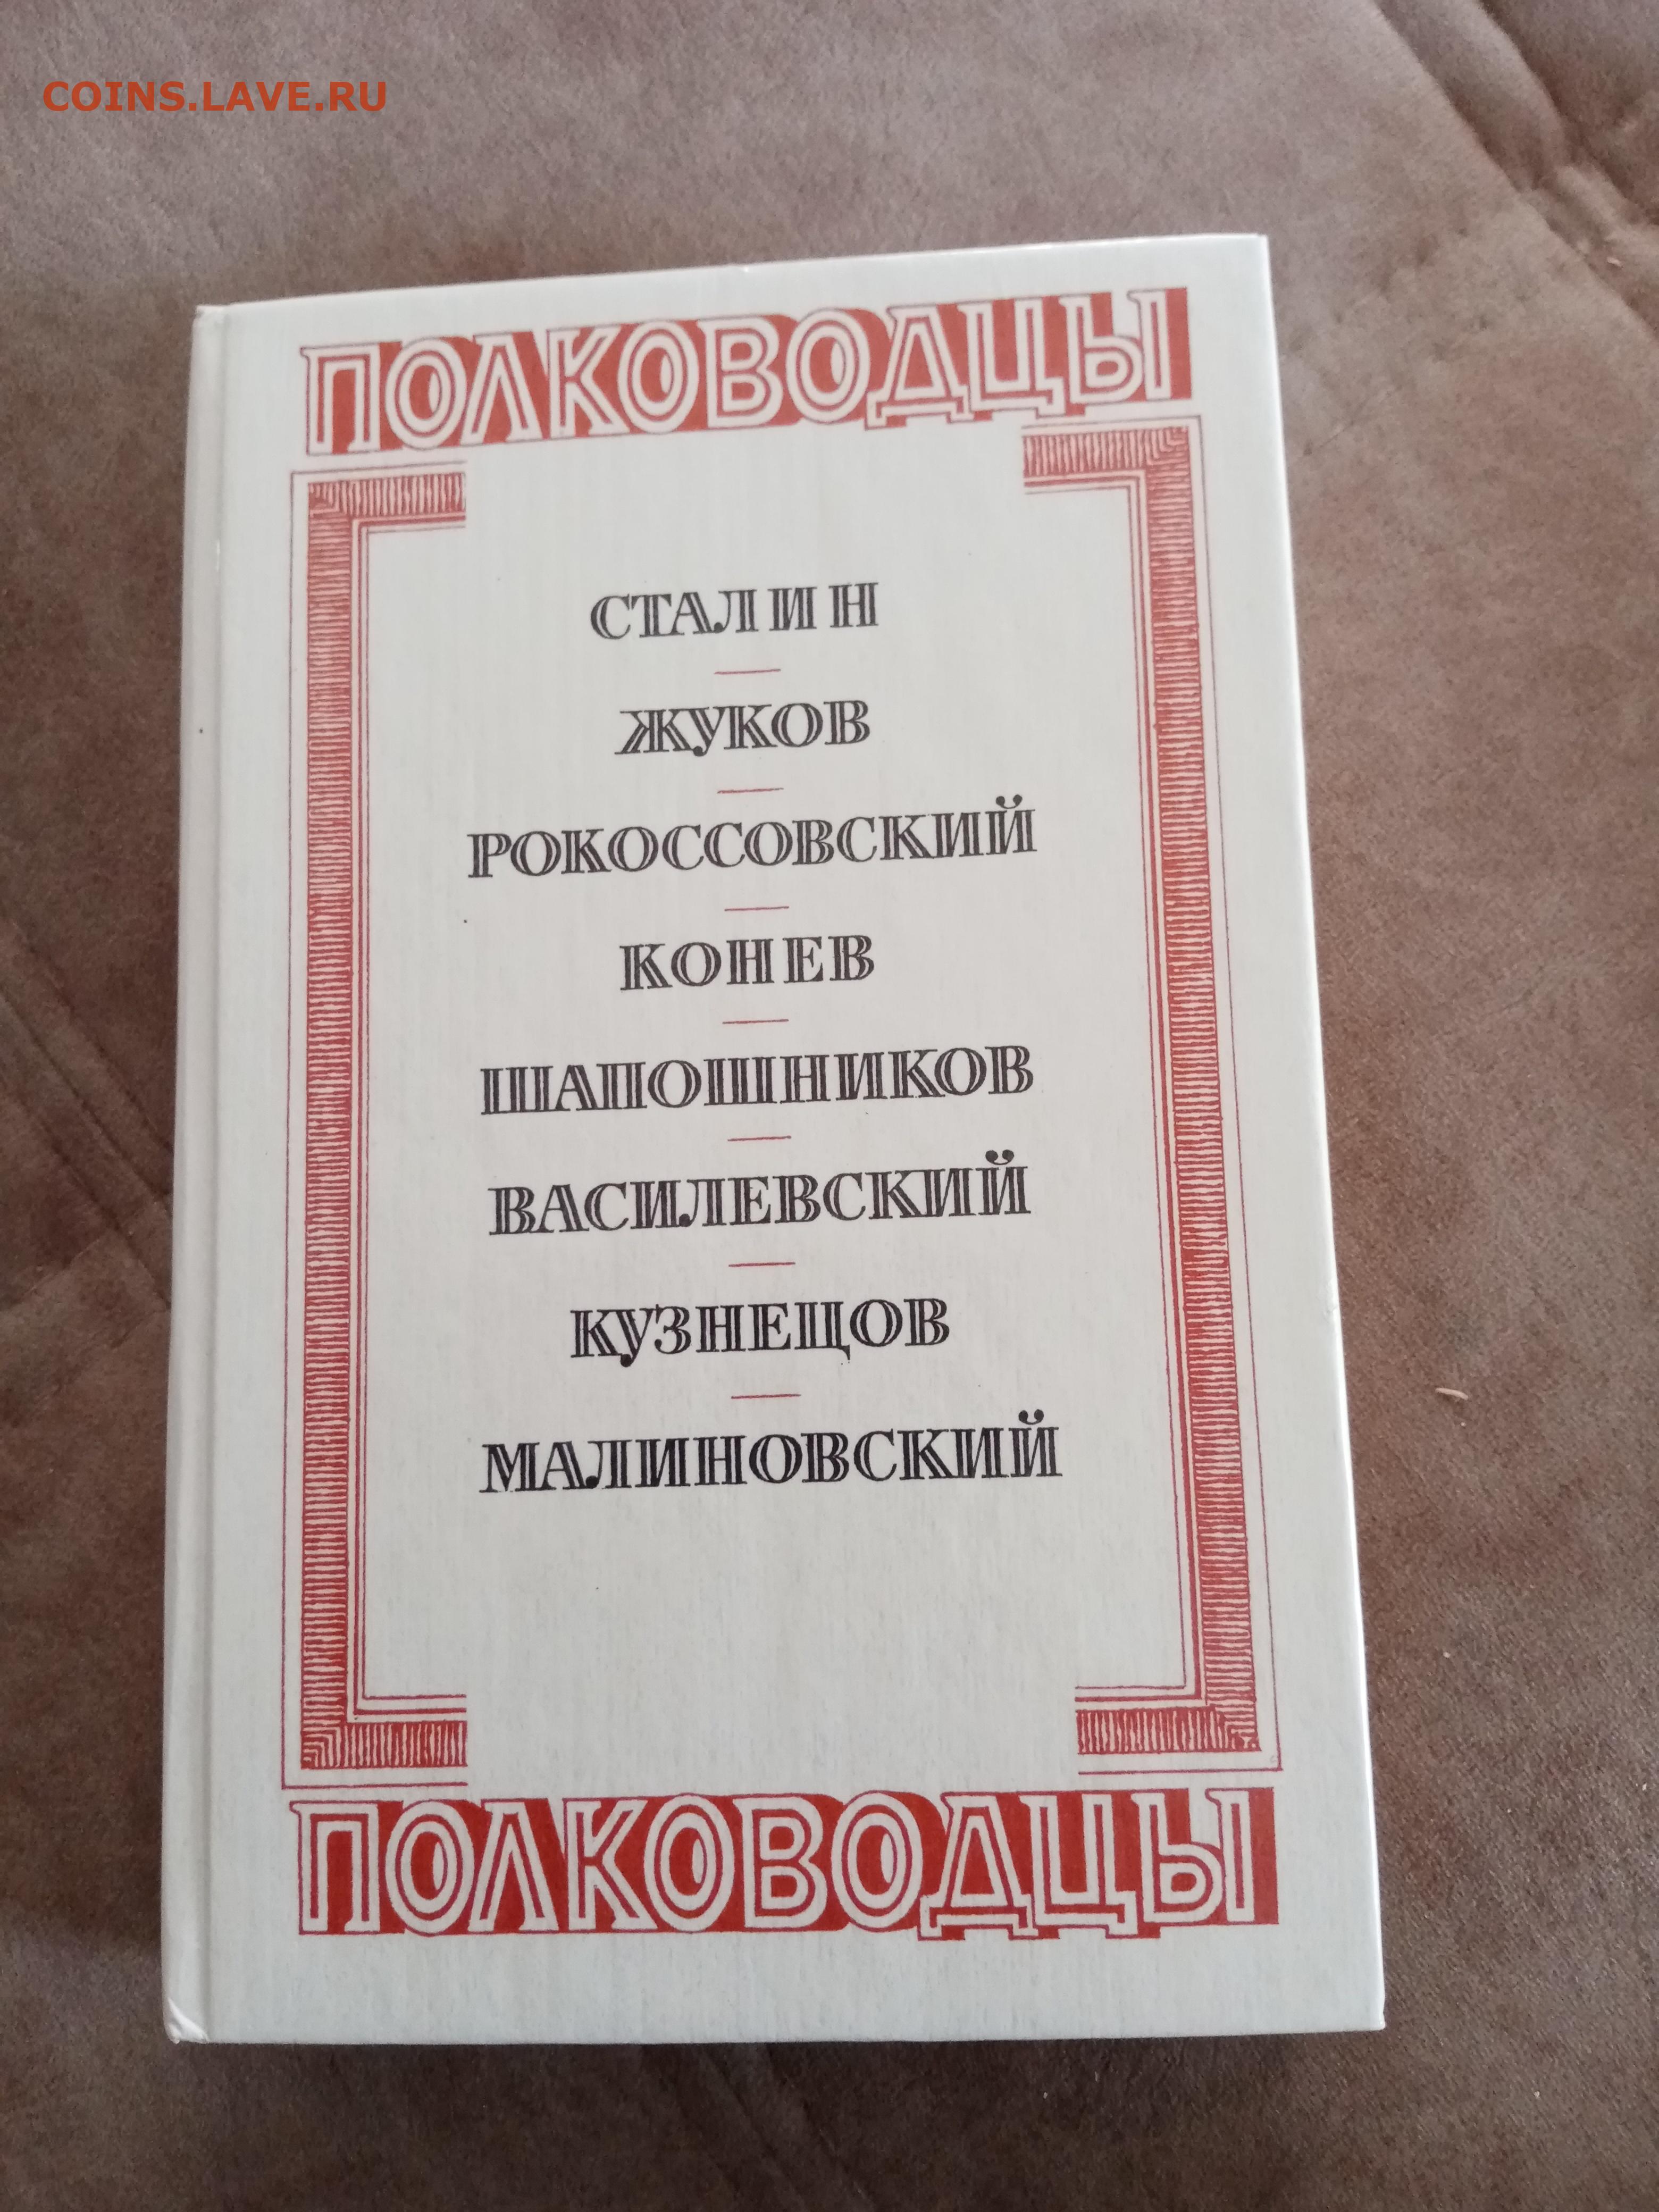 COINS.LAVE.RU
ПОЛКОВОДЦЫ
СТАЛИН
ЖУКОВ
РОКОССОВСКИЙ
КОНЕВ
ШАПОШНИКОВ
ВАСИЛЕВСКИЙ
КУЗНЕЦОВ
МАЛИНОВСКИЙ
ПОЛКОВОДЦЫ